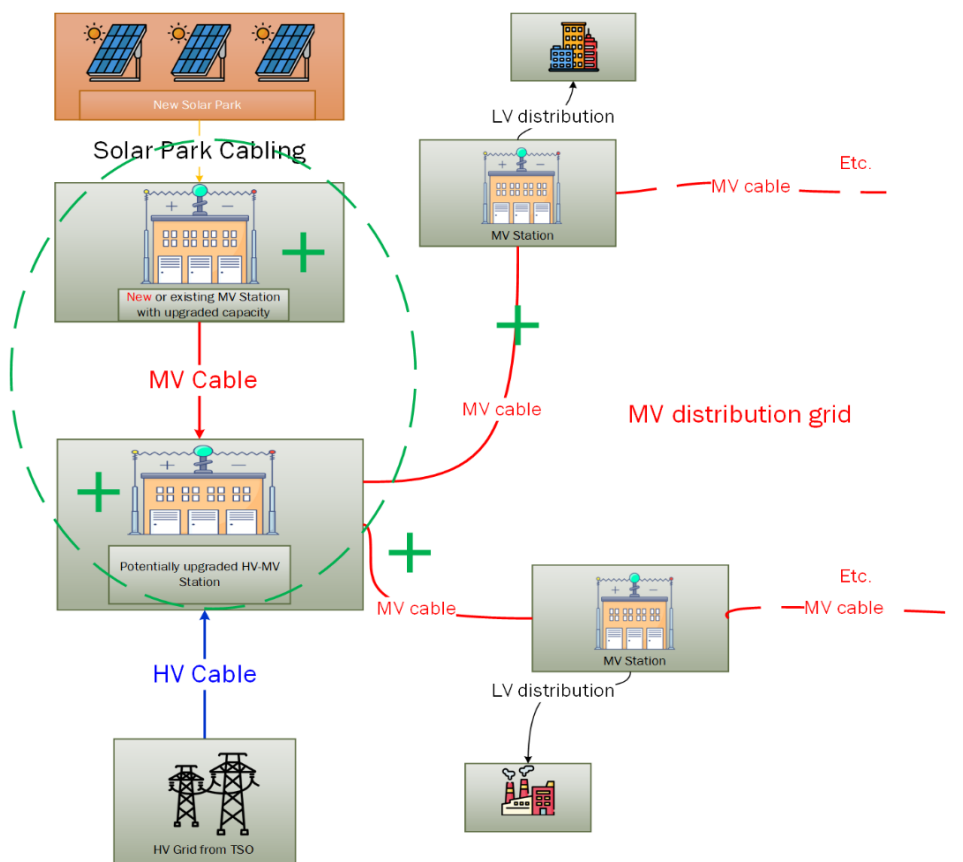 New Solar Park
Solar Park Cabling
New or existing MV Station
with upgraded capacity
MV Cable
Potentially upgraded HV-MV
Station
HV Cable
HV Grid from TSO
LV distribution
MV Station
MV cable
Etc.
MV cable
MV distribution grid
MV cable
MV Station
Etc.
MV cable
LV distribution